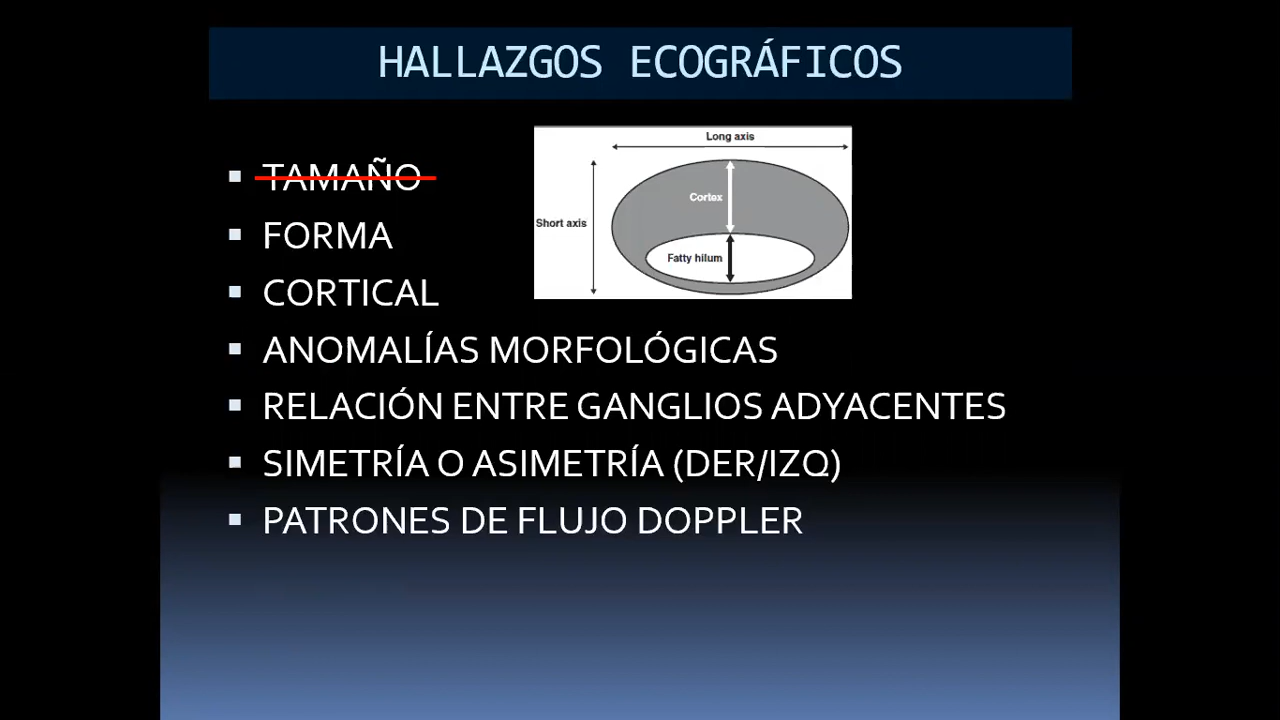 HALLAZGOS ECOGRÁFICOS
TAMAÑO
FORMA
CORTICAL
ANOMALÍAS MORFOLÓGICAS
RELACIÓN ENTRE GANGLIOS ADYACENTES
SIMETRÍA O ASIMETRÍA (DER/IZQ)
PATRONES DE FLUJO DOPPLER
Long axis
Cortex
Short axis
Fatty hilum